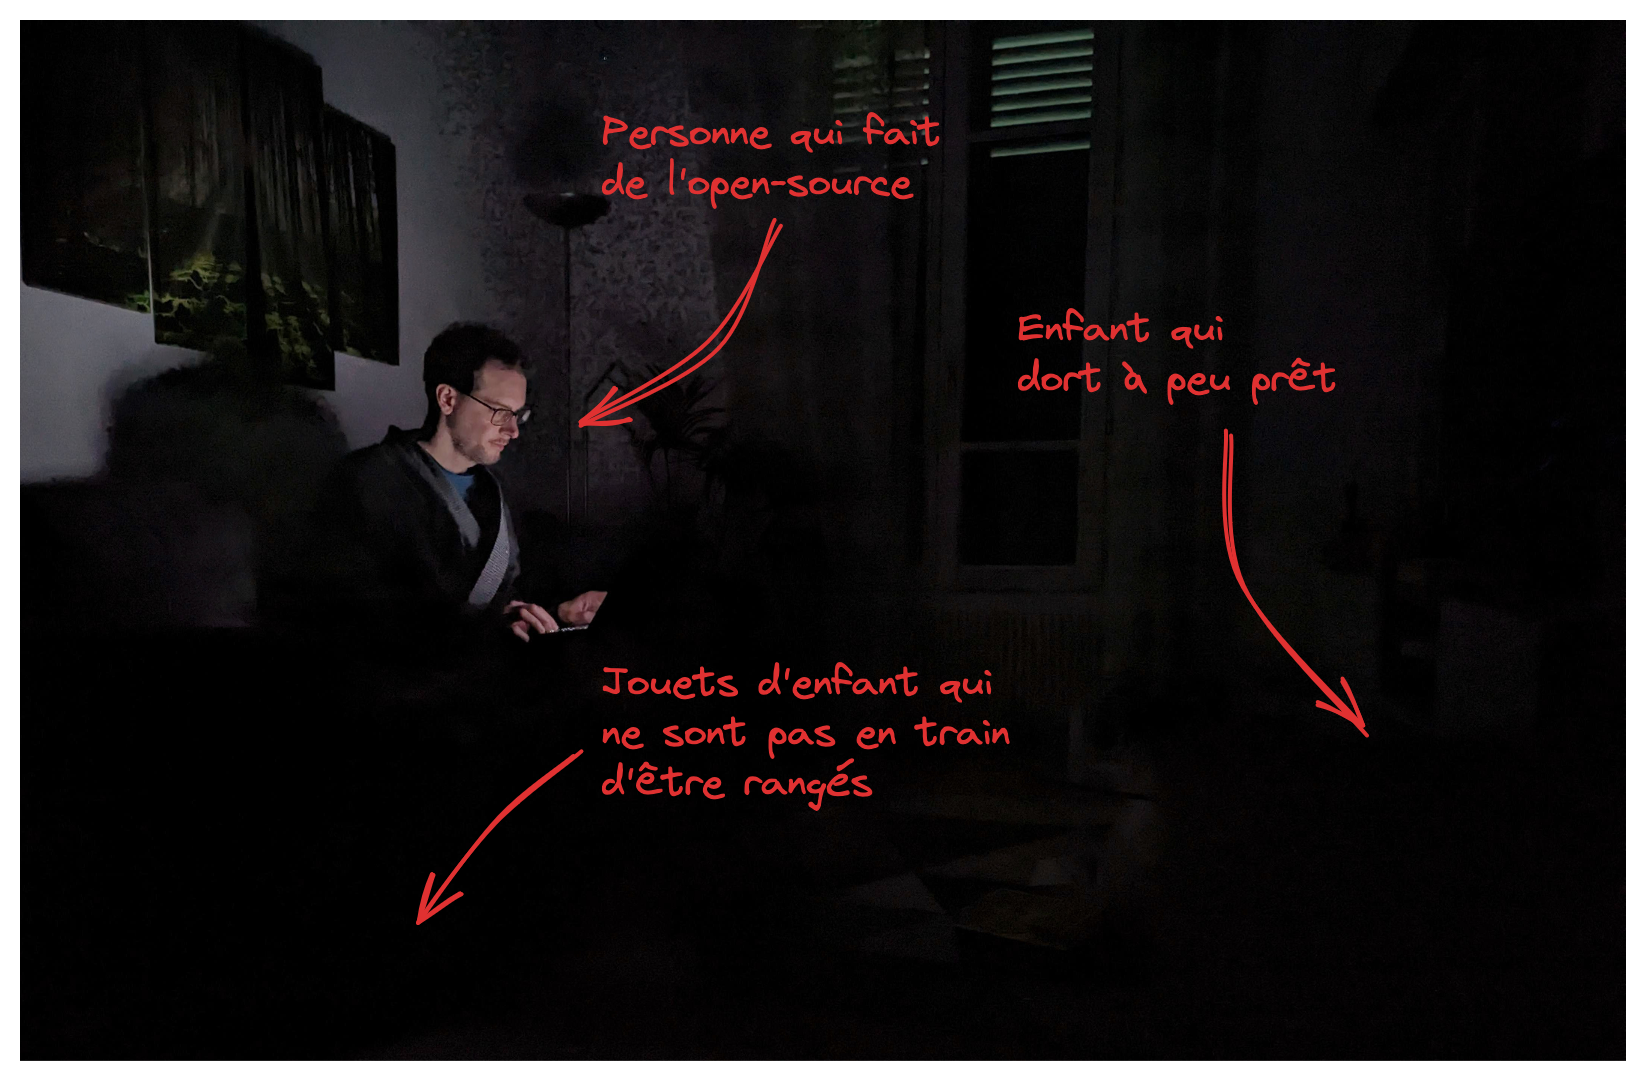 Personne qui fait
de l'open-source
Enfant qui
dort à peu prêt
Jouets d'enfant qui
ne sont pas en train
d'être rangés